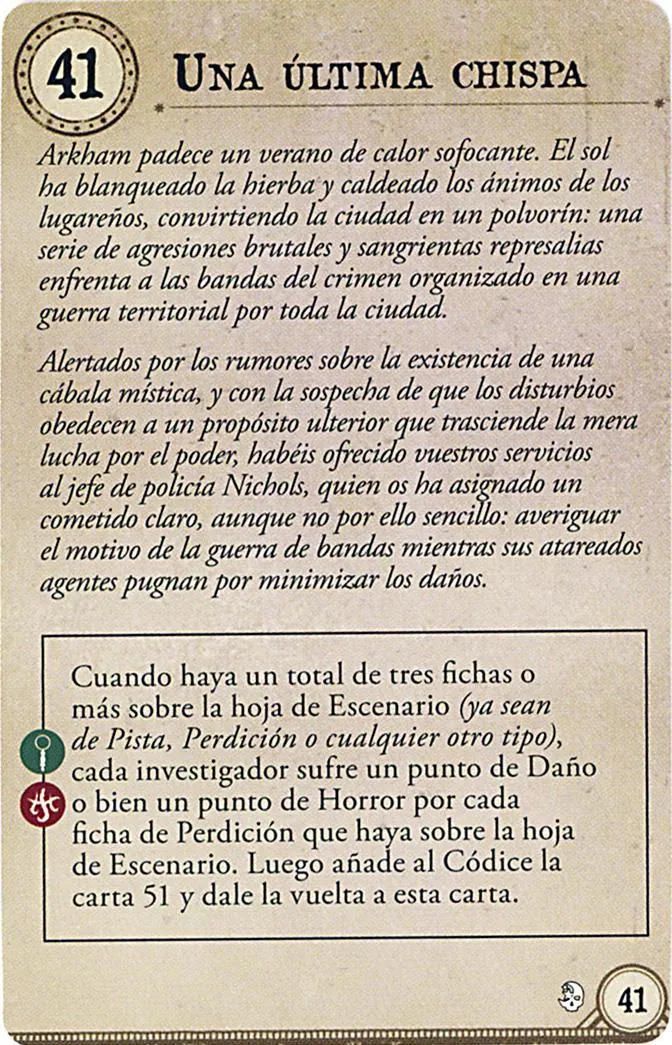 41
Una última chispa
Arkham padece un verano de calor sofocante. El sol
ha blanqueado la hierba y caldeado los ánimos de los
lugareños, convirtiendo la ciudad en un polvorín: una
serie de agresiones brutales y sangrientas represalias
enfrenta a las bandas del crimen organizado en una
guerra territorial por toda la ciudad.
Alertados por los rumores sobre la existencia de una
cábala mística, y con la sospecha de que los disturbios
obedecen a un propósito ulterior que trasciende la mera
lucha por el poder, habéis ofrecido vuestros servicios
al jefe de policía Nichols, quien os ha asignado un
cometido claro, aunque no por ello sencillo: averiguar
el motivo de la guerra de bandas mientras sus atareados
agentes pugnan por minimizar los daños.
Cuando haya un total de tres fichas o
más sobre la hoja de Escenario (ya sean
de Pista, Perdición o cualquier otro tipo),
cada investigador sufre un punto de Daño
o bien un punto de Horror por cada
ficha de Perdición que haya sobre la hoja
de Escenario. Luego añade al Códice la
carta 51 y dale la vuelta a esta carta.
41